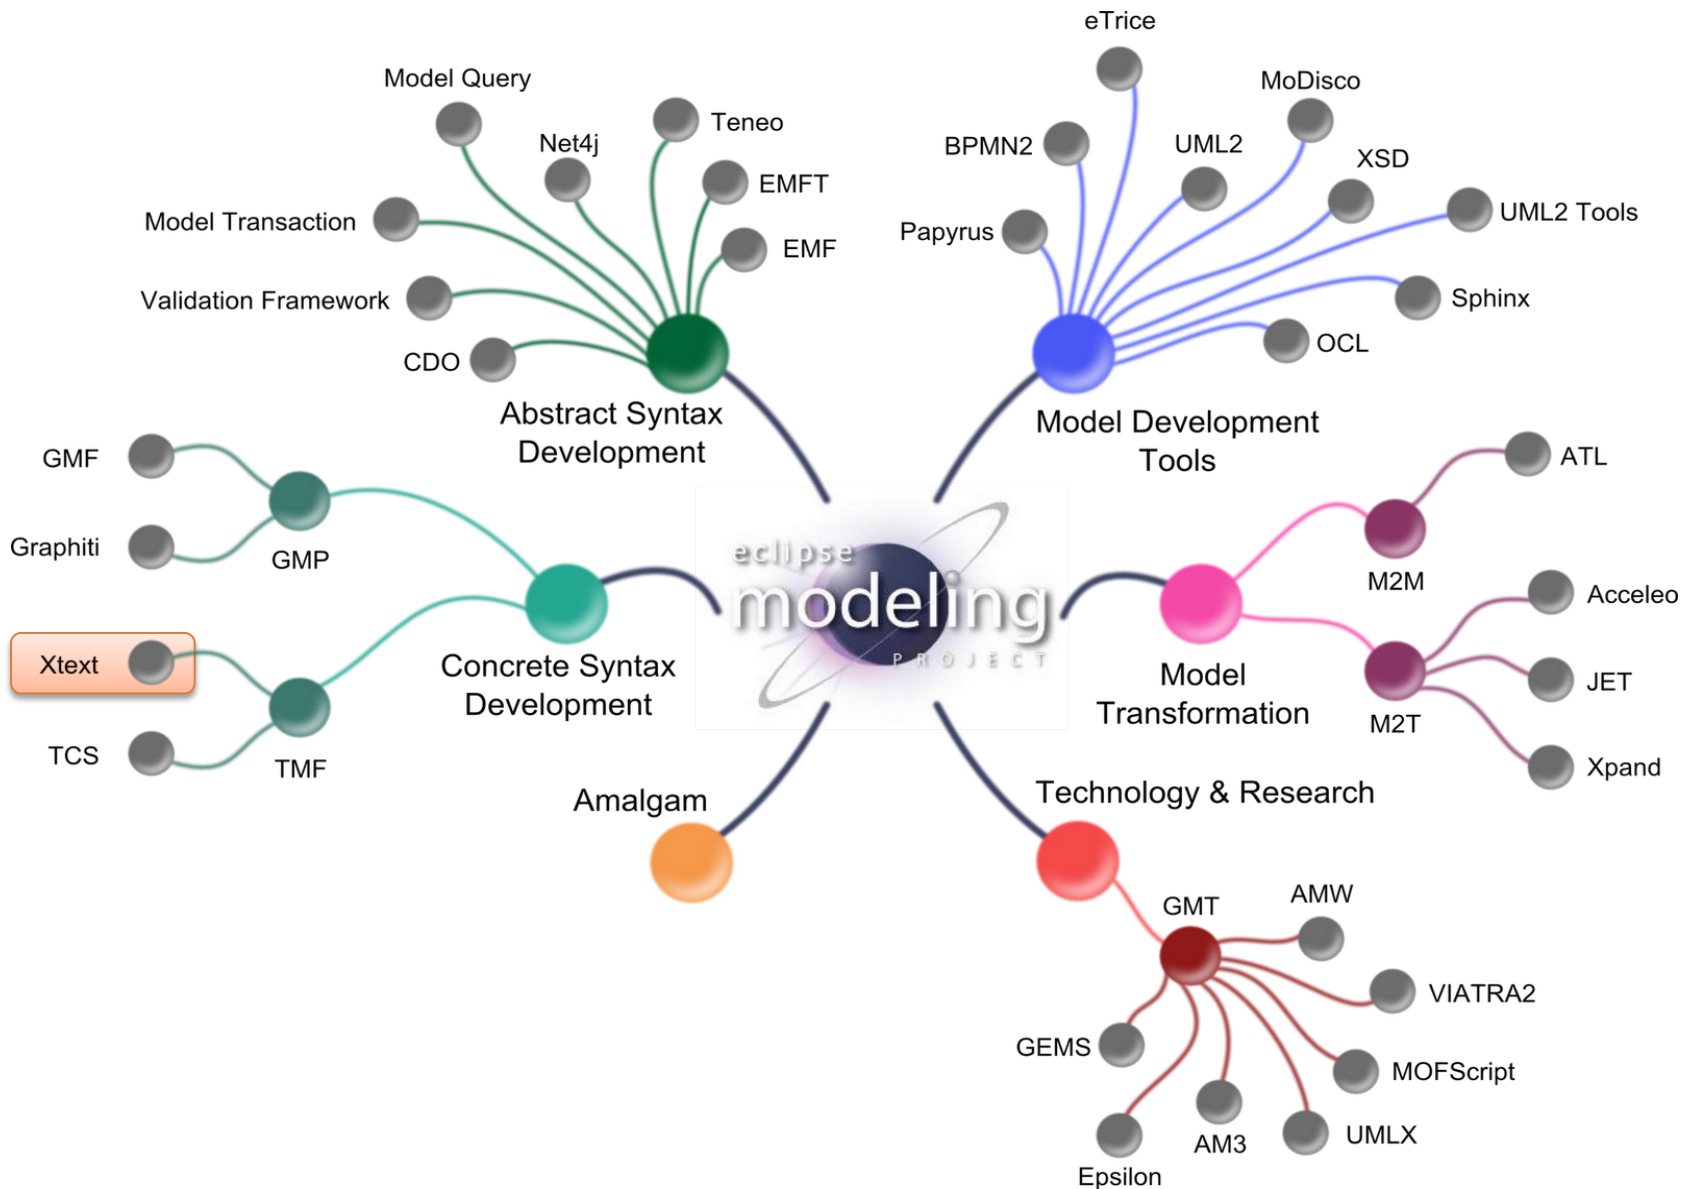 eTrice
Model Query
MoDisco
Teneo
Net4j
BPMN2
UML2
XSD
EMFT
Model Transaction
UML2 Tools
Papyrus
EMF
Validation Framework
Sphinx
CDO
OCL
Abstract Syntax
Development
Model Development
Tools
GMF
ATL
Graphiti
GMP
eclipse
modeling
PROJECT
M2M
Acceleo
Xtext
Concrete Syntax
Development
Model
Transformation
JET
M2T
TCS
TMF
Xpand
Amalgam
Technology & Research
GMT
AMW
VIATRA2
GEMS
MOFScript
AM3
UMLX
Epsilon